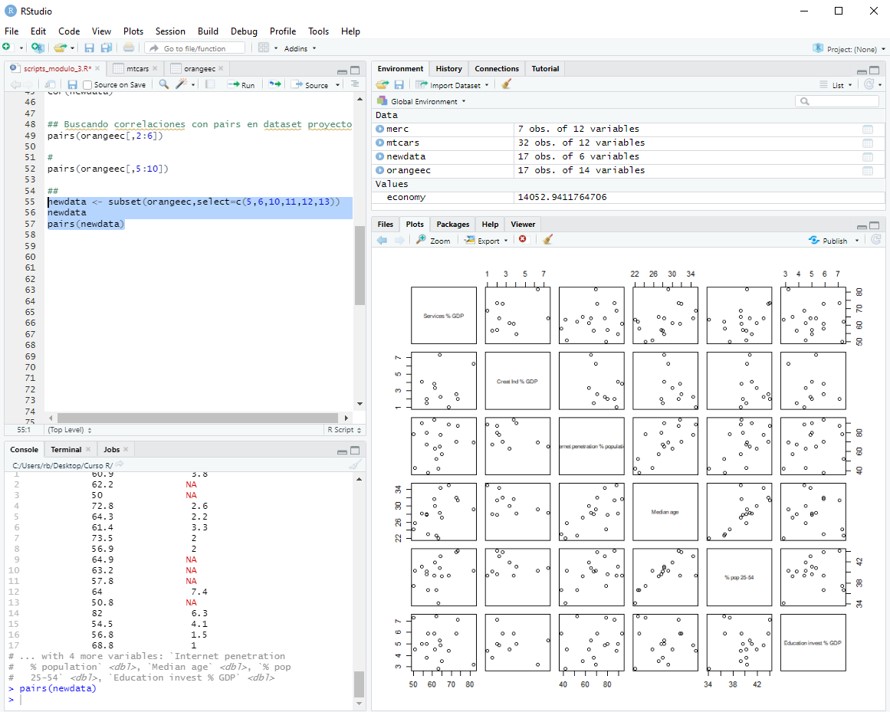 RStudio
File Edit Code View Plots Session Build Debug Profile Tools Help
Go to file/function Addins Project: (None)
scripts_modulo_3.R* mtcars orangeec
Source on Save Run Source
45 cor(newdata)
46
47
48 ## Buscando correlaciones con pairs en dataset proyecto
49 pairs(orangeec[,2:6])
50
51 #
52 pairs(orangeec[,5:10])
53
54 ##
55 newdata <- subset(orangeec,select=c(5,6,10,11,12,13))
56 newdata
57 pairs(newdata)
58
59
60
61
62
63
64
65
66
67
68
69
70
71
72
73
74
75
55:1 (Top Level) R Script
Console Terminal Jobs
C:/Users/rb/Desktop/Curso R/
1 60.9 3.8
2 62.2 NA
3 50 NA
4 72.8 2.6
5 64.3 2.2
6 61.4 3.3
7 73.5 2
8 56.9 2
9 64.9 NA
10 63.2 NA
11 57.8 NA
12 64 7.4
13 50.8 NA
14 82 6.3
15 54.5 4.1
16 56.8 1.5
17 68.8 1
# ... with 4 more variables: `Internet penetration
# % population` <dbl>, `Median age` <dbl>, `% pop
# 25-54` <dbl>, `Education invest % GDP` <dbl>
> pairs(newdata)
>
Environment History Connections Tutorial
Import Dataset List
Global Environment
Data
merc 7 obs. of 12 variables
mtcars 32 obs. of 12 variables
newdata 17 obs. of 6 variables
orangeec 17 obs. of 14 variables
Values
economy 14052.9411764706
Files Plots Packages Help Viewer
Zoom Export Publish
1 3 5 7 22 26 30 34 3 4 5 6 7
Services % GDP
50 60 70 80
1 3 5 7
Creat Ind % GDP
ernet penetration % populati
40 60 80
22 26 30 34
Median age
% pop 25-54
34 38 42
3 4 5 6 7
Education invest % GDP
50 60 70 80 40 60 80 34 38 42